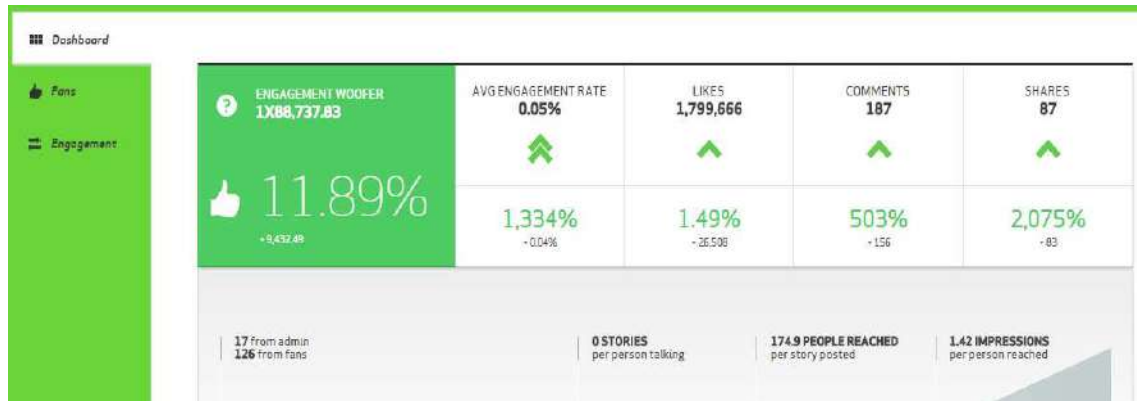 Dashboard
Fans
Engagement
ENGAGEMENT WOOFER
1X88,737.83
11.89%
+9,432.49
AVG ENGAGEMENT RATE
0.05%
1,334%
+0.04%
LIKES
1,799,666
1.49%
+26,508
COMMENTS
187
503%
+156
SHARES
87
2,075%
+83
17 from admin
126 from fans
0 STORIES
per person talking
174.9 PEOPLE REACHED
per story posted
1.42 IMPRESSIONS
per person reached